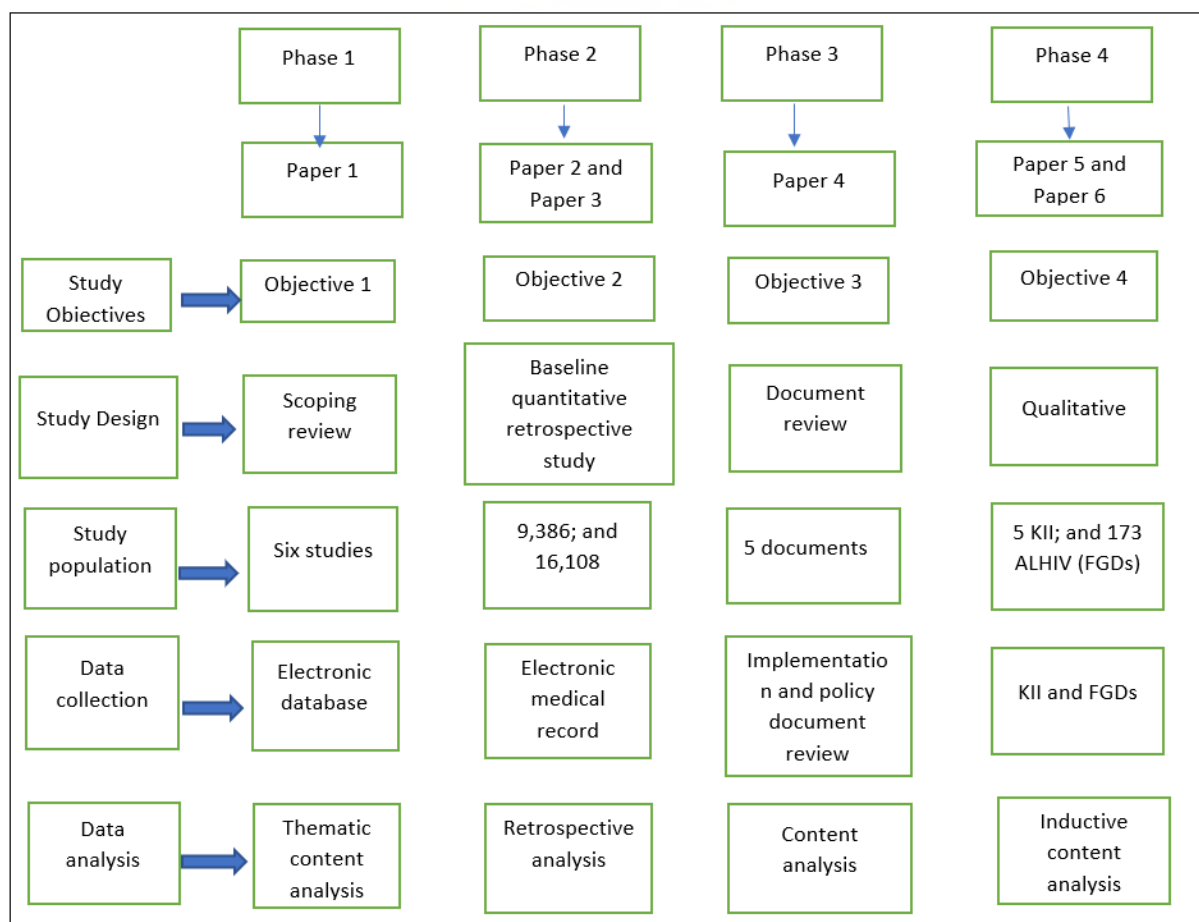 Phase 1
Phase 2
Phase 3
Phase 4
Paper 1
Paper 2 and
Paper 3
Paper 4
Paper 5 and
Paper 6
Study
Obiectives
Objective 1
Objective 2
Objective 3
Objective 4
Study Design
Scoping
review
Baseline
quantitative
retrospective
study
Document
review
Qualitative
Study
population
Six studies
9,386; and
16,108
5 documents
5 KII; and 173
ALHIV (FGDs)
Data
collection
Electronic
database
Electronic
medical
record
Implementatio
n and policy
document
review
KII and FGDs
Data
analysis
Thematic
content
analysis
Retrospective
analysis
Content
analysis
Inductive
content
analysis